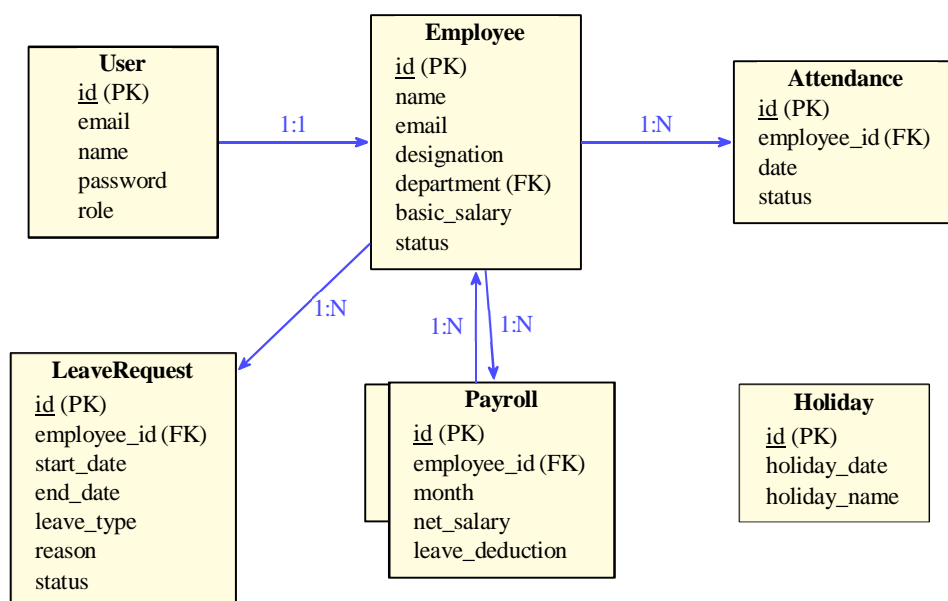 User
id (PK)
email
name
password
role
1:1
Employee
id (PK)
name
email
designation
department (FK)
basic_salary
status
1:N
Attendance
id (PK)
employee_id (FK)
date
status
1:N
1:N
1:N
LeaveRequest
id (PK)
employee_id (FK)
start_date
end_date
leave_type
reason
status
Payroll
id (PK)
employee_id (FK)
month
net_salary
leave_deduction
Holiday
id (PK)
holiday_date
holiday_name